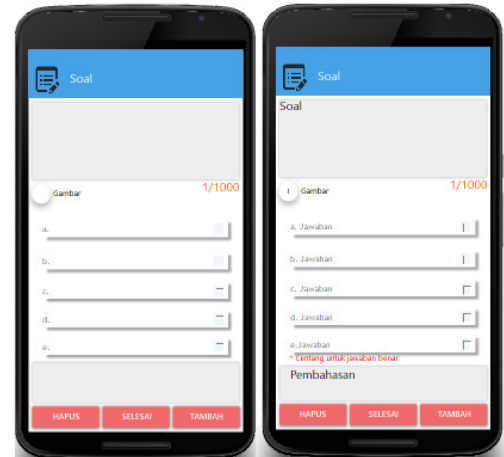 Soal
Gambar
1/1000
a.
b.
c.
d.
e.
HAPUS SELESAI TAMBAH
Soal
Soal
Gambar
1/1000
a. Jawaban
b. Jawaban
c. Jawaban
d. Jawaban
e.Jawaban
* Centang untuk jawaban benar
Pembahasan
HAPUS SELESAI TAMBAH